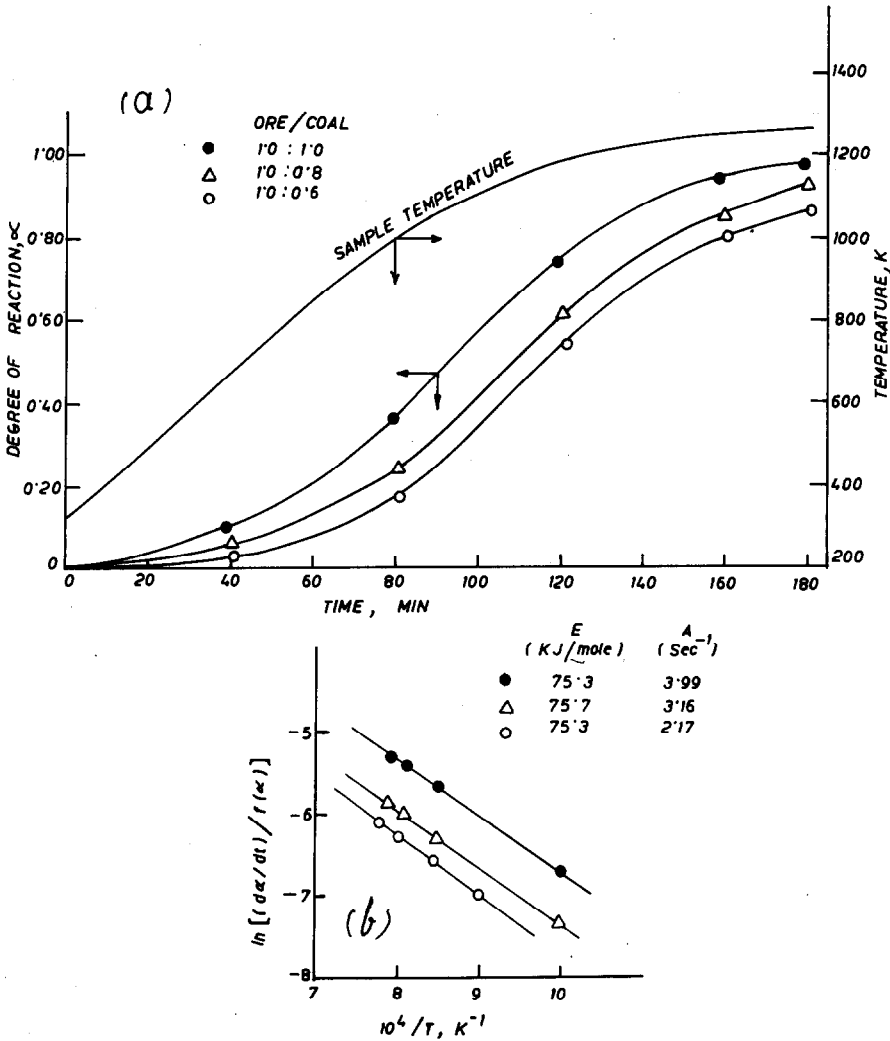 (a)
ORE/COAL
1·0 : 1·0
1·0 : 0·8
1·0 : 0·6
SAMPLE TEMPERATURE
DEGREE OF REACTION, ∝
1·00
0·80
0·60
0·40
0·20
0
0 20 40 60 80 100 120 140 160 180
TIME, MIN
1400
1200
1000
800
600
400
200
TEMPERATURE, K
E A
(KJ/mole) (Sec⁻¹)
75·3 3·99
75·7 3·16
75·3 2·17
ln [(d∝/dt)/f(∝)]
-5
-6
-7
-8
(b)
7 8 9 10
10⁴/T, K⁻¹